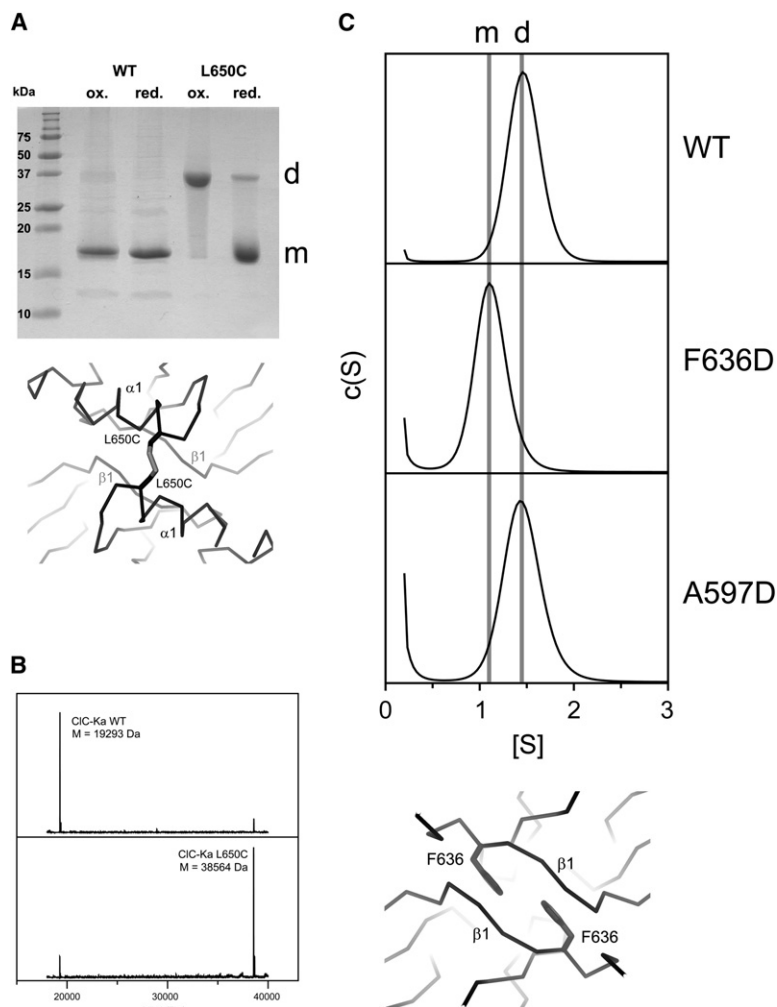 A
WT
L650C
kDa
ox.
red.
ox.
red.
75
50
37
25
20
15
10
d
m
α1
L650C
β1
L650C
β1
α1
B
ClC-Ka WT
M = 19293 Da
ClC-Ka L650C
M = 38564 Da
20000
30000
40000
C
m
d
WT
F636D
A597D
c(S)
0
1
2
3
[S]
F636
β1
β1
F636